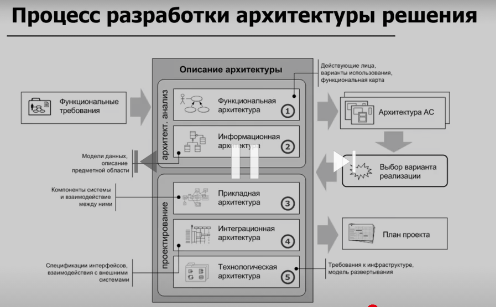 Процесс разработки архитектуры решения
Описание архитектуры
Действующие лица,
варианты использования,
функциональная карта
Функциональные
требования
архитект. анализ
Функциональная
архитектура
1
Архитектура АС
Информационная
архитектура
2
Модели данных,
описание
предметной области
Выбор варианта
реализации
Компоненты системы
и взаимодействие
между ними
проектирование
Прикладная
архитектура
3
Интеграционная
архитектура
4
План проекта
Спецификации интерфейсов,
взаимодействия с внешними
системами
Технологическая
архитектура
5
Требования к инфраструктуре,
модель развертывания